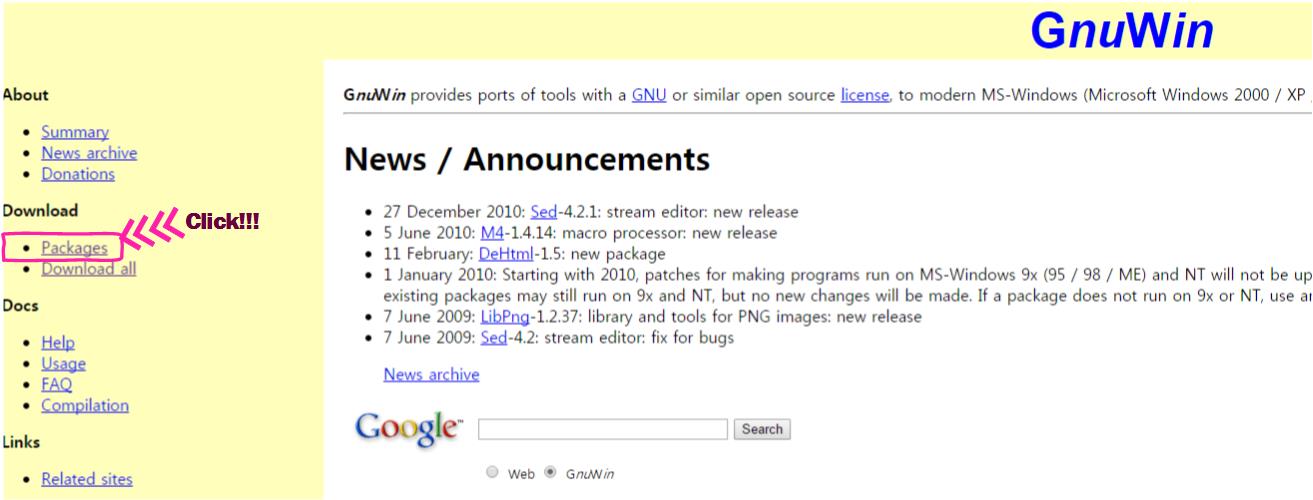 GnuWin
About
Summary
News archive
Donations
Download
Click!!!
Packages
Download all
Docs
Help
Usage
FAQ
Compilation
Links
Related sites
GnuWin provides ports of tools with a GNU or similar open source license, to modern MS-Windows (Microsoft Windows 2000 / XP
News / Announcements
27 December 2010: Sed-4.2.1: stream editor: new release
5 June 2010: M4-1.4.14: macro processor: new release
11 February: DeHtml-1.5: new package
1 January 2010: Starting with 2010, patches for making programs run on MS-Windows 9x (95 / 98 / ME) and NT will not be up
existing packages may still run on 9x and NT, but no new changes will be made. If a package does not run on 9x or NT, use
7 June 2009: LibPng-1.2.37: library and tools for PNG images: new release
7 June 2009: Sed-4.2: stream editor: fix for bugs
News archive
Google™
Search
Web GnuWin